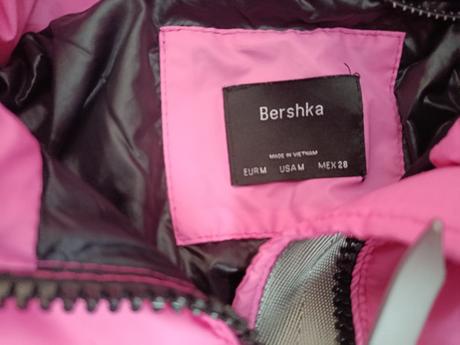 Bershka
MADE IN VIETNAM
EUR M USA M MEX 28